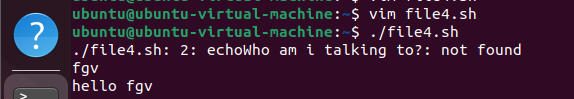 ubuntu@ubuntu-virtual-machine:~$ vim file4.sh
ubuntu@ubuntu-virtual-machine:~$ ./file4.sh
./file4.sh: 2: echoWho am i talking to?: not found
fgv
hello fgv